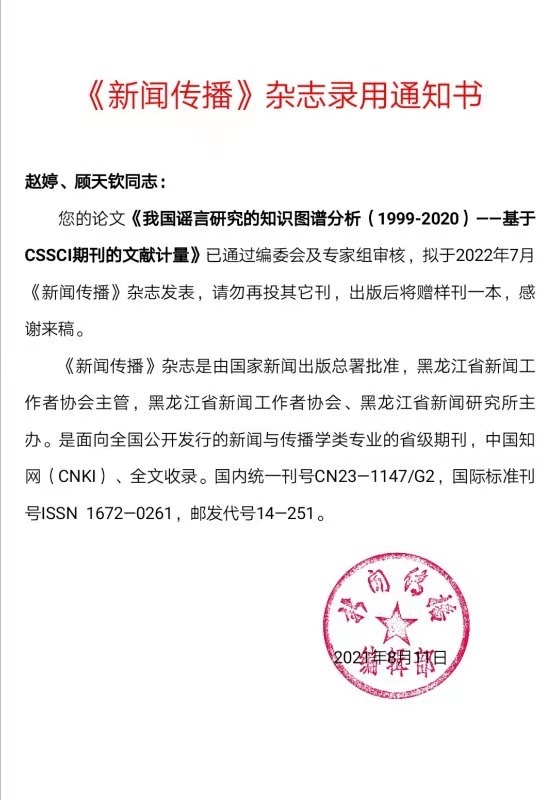 《新闻传播》杂志录用通知书
赵婷、顾天钦同志：
您的论文《我国谣言研究的知识图谱分析（1999-2020）——基于
CSSCI期刊的文献计量》已通过编委会及专家组审核，拟于2022年7月
《新闻传播》杂志发表，请勿再投其它刊，出版后将赠样刊一本，感
谢来稿。
《新闻传播》杂志是由国家新闻出版总署批准，黑龙江省新闻工
作者协会主管，黑龙江省新闻工作者协会、黑龙江省新闻研究所主
办。是面向全国公开发行的新闻与传播学类专业的省级期刊，中国知
网（CNKI）、全文收录。国内统一刊号CN23—1147/G2，国际标准刊
号ISSN 1672—0261，邮发代号14—251。
新闻传播
编辑部
2021年8月11日